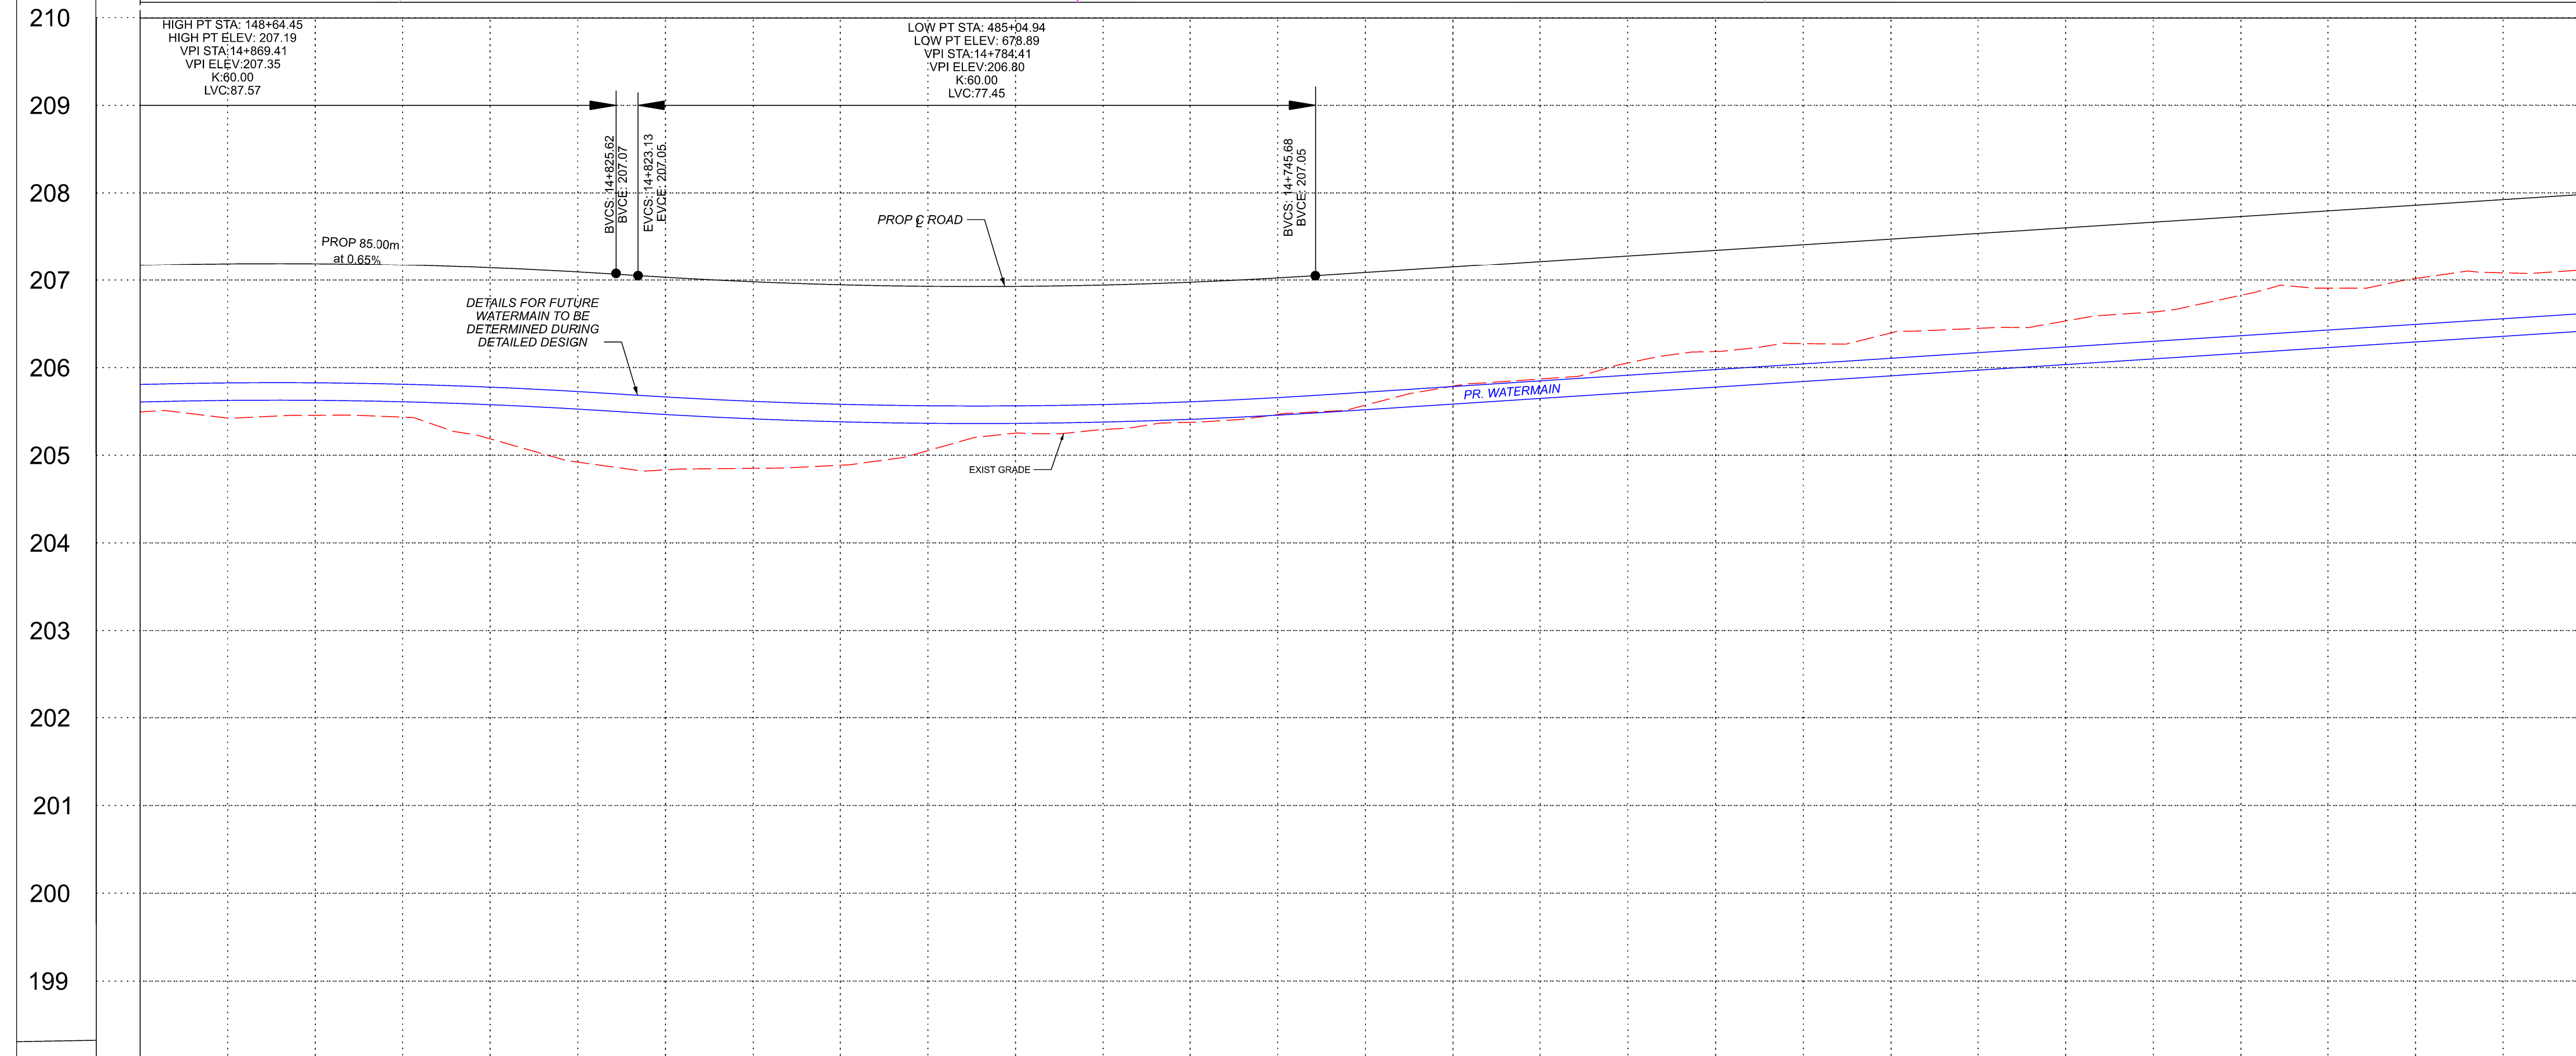 210
209
208
207
206
205
204
203
202
201
200
199
HIGH PT STA: 148+64.45
HIGH PT ELEV: 207.19
VPI STA:14+869.41
VPI ELEV:207.35
K:60.00
LVC:87.57
LOW PT STA: 485+04.94
LOW PT ELEV: 678.89
VPI STA:14+784.41
VPI ELEV:206.80
K:60.00
LVC:77.45
BVCS: 14+825.62
BVCE: 207.07
EVCS: 14+823.13
EVCE: 207.05
BVCS: 14+745.68
BVCE: 207.05
PROP 85.00m
at 0.65%
PROP ℄ ROAD
DETAILS FOR FUTURE
WATERMAIN TO BE
DETERMINED DURING
DETAILED DESIGN
PR. WATERMAIN
EXIST GRADE